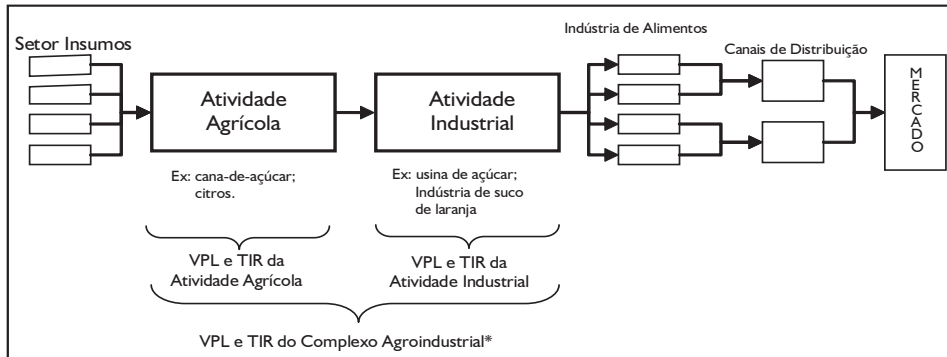 Setor Insumos
Indústria de Alimentos
Canais de Distribuição
Atividade
Agrícola
Atividade
Industrial
MERCADO
Ex: cana-de-açúcar;
citros.
Ex: usina de açúcar;
Indústria de suco
de laranja
VPL e TIR da
Atividade Agrícola
VPL e TIR da
Atividade Industrial
VPL e TIR do Complexo Agroindustrial*